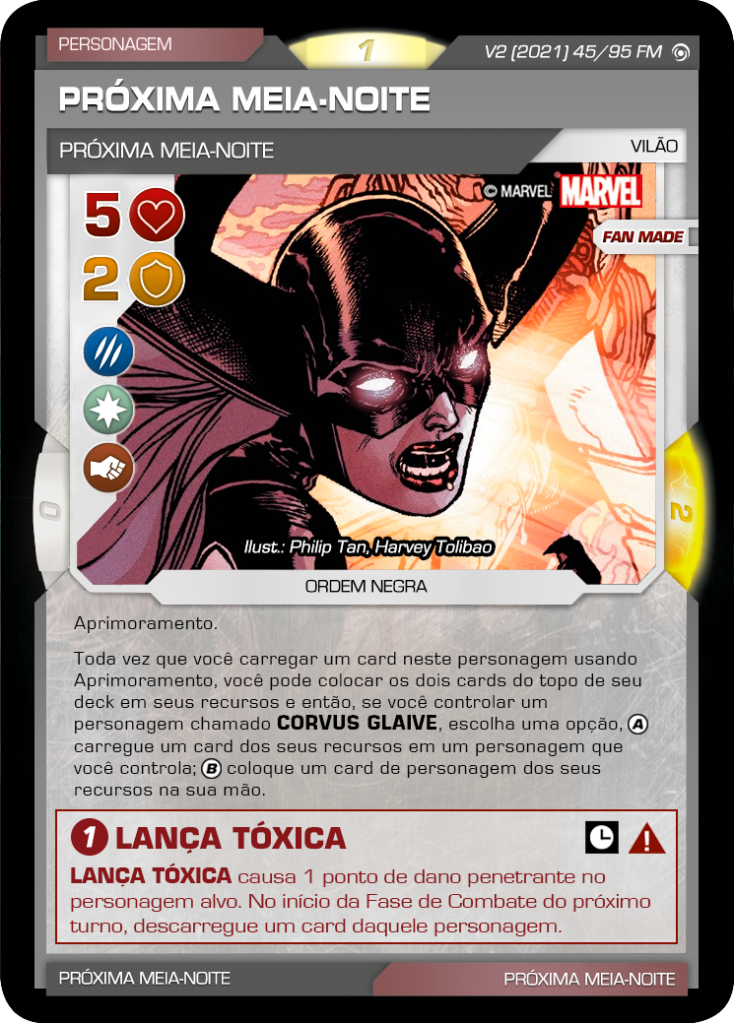 PERSONAGEM
1
V2 (2021) 45/95 FM
PRÓXIMA MEIA-NOITE
PRÓXIMA MEIA-NOITE
VILÃO
© MARVEL MARVEL
5
FAN MADE
2
0
2
Ilust.: Philip Tan, Harvey Tolibao
ORDEM NEGRA
Aprimoramento.
Toda vez que você carregar um card neste personagem usando
Aprimoramento, você pode colocar os dois cards do topo de seu
deck em seus recursos e então, se você controlar um
personagem chamado CORVUS GLAIVE, escolha uma opção, A
carregue um card dos seus recursos em um personagem que
você controla; B coloque um card de personagem dos seus
recursos na sua mão.
1 LANÇA TÓXICA
LANÇA TÓXICA causa 1 ponto de dano penetrante no
personagem alvo. No início da Fase de Combate do próximo
turno, descarregue um card daquele personagem.
PRÓXIMA MEIA-NOITE
PRÓXIMA MEIA-NOITE